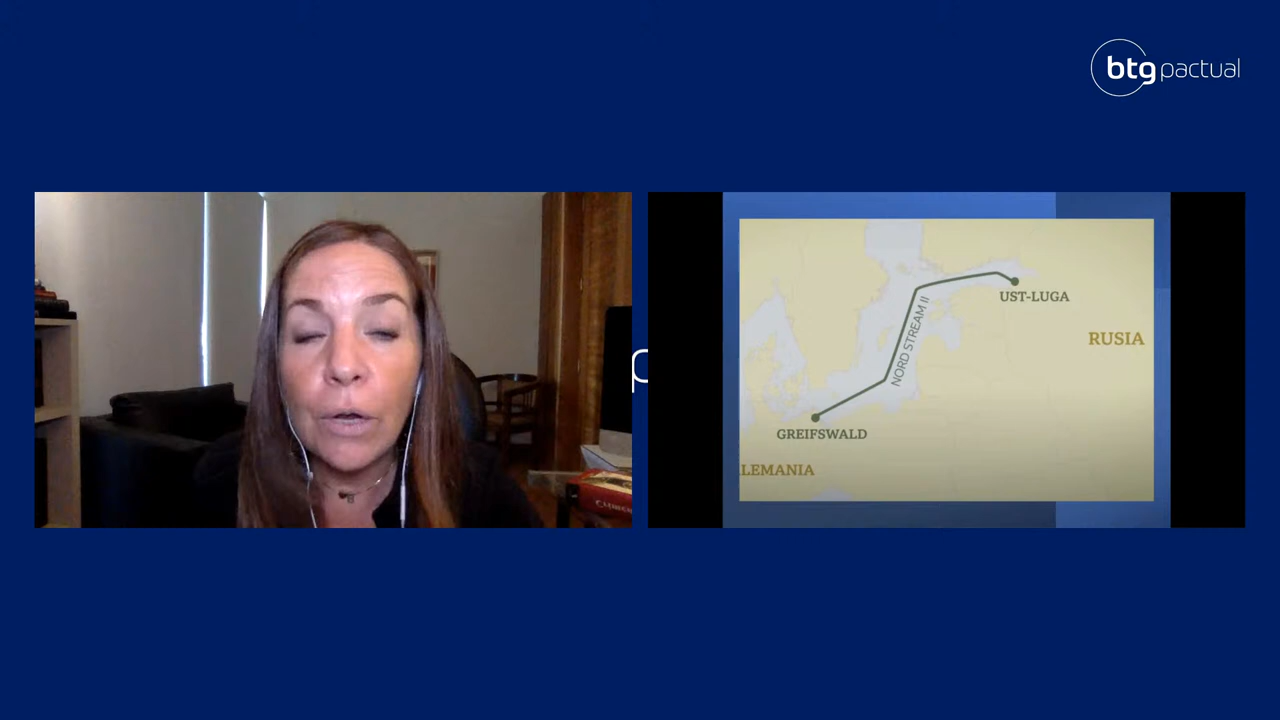 btg pactual
p
UST-LUGA
RUSIA
NORD STREAM II
GREIFSWALD
LEMANIA